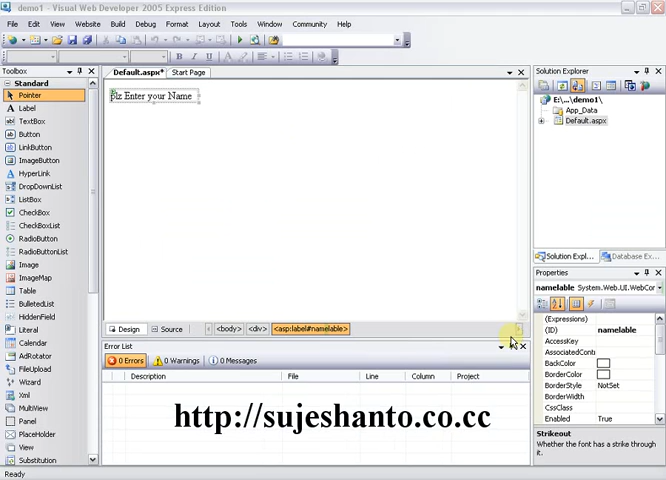 demo1 - Visual Web Developer 2005 Express Edition
File Edit View Website Build Debug Format Layout Tools Window Community Help
Toolbox
Standard
Pointer
Label
TextBox
Button
LinkButton
ImageButton
HyperLink
DropDownList
ListBox
CheckBox
CheckBoxList
RadioButton
RadioButtonList
Image
ImageMap
Table
BulletedList
HiddenField
Literal
Calendar
AdRotator
FileUpload
Wizard
Xml
MultiView
Panel
PlaceHolder
View
Substitution
Default.aspx* Start Page
plz Enter your Name
Design Source <body> <div> <asp:label#namelable>
Error List
0 Errors 0 Warnings 0 Messages
Description File Line Column Project
http://sujeshanto.co.cc
Solution Explorer
E:\...\demo1\
App_Data
Default.aspx
Solution Expl... Database Ex...
Properties
namelable System.Web.UI.WebCor
(Expressions)
(ID) namelable
AccessKey
AssociatedCont
BackColor
BorderColor
BorderStyle NotSet
BorderWidth
CssClass
Enabled True
Strikeout
Whether the font has a strike through it.
Ready